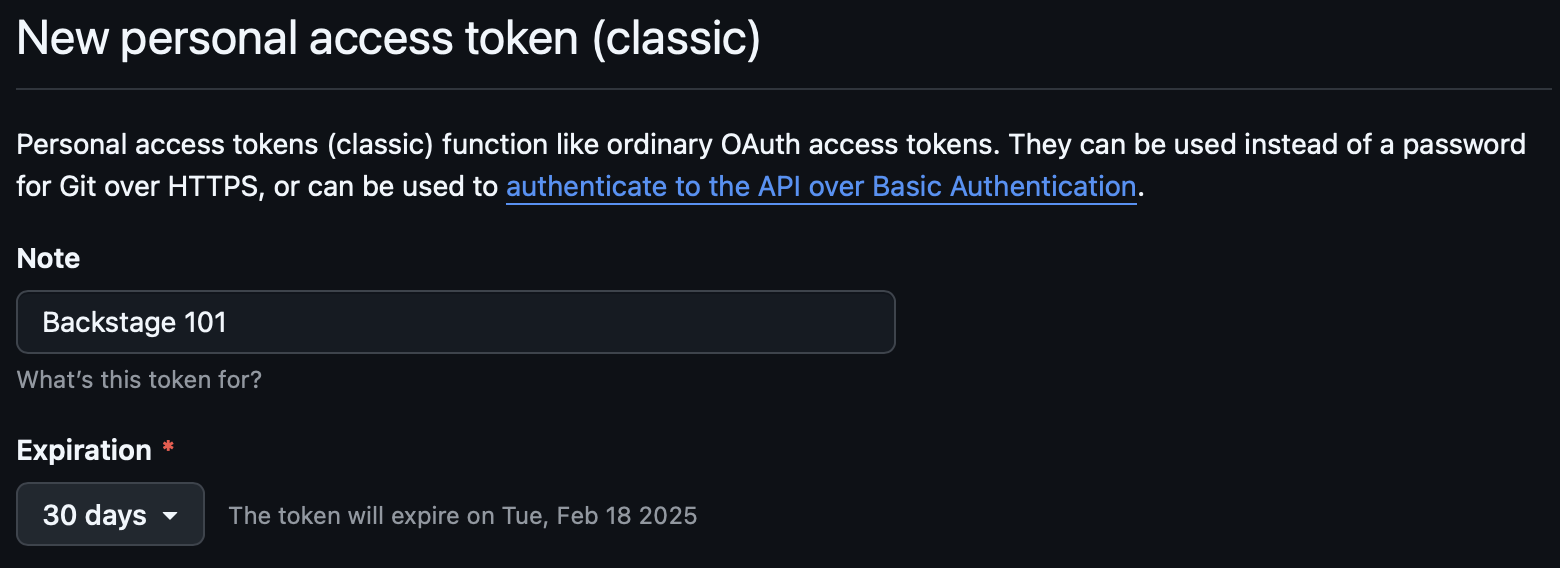 New personal access token (classic)
Personal access tokens (classic) function like ordinary OAuth access tokens. They can be used instead of a password
for Git over HTTPS, or can be used to authenticate to the API over Basic Authentication.
Note
Backstage 101
What’s this token for?
Expiration *
30 days The token will expire on Tue, Feb 18 2025